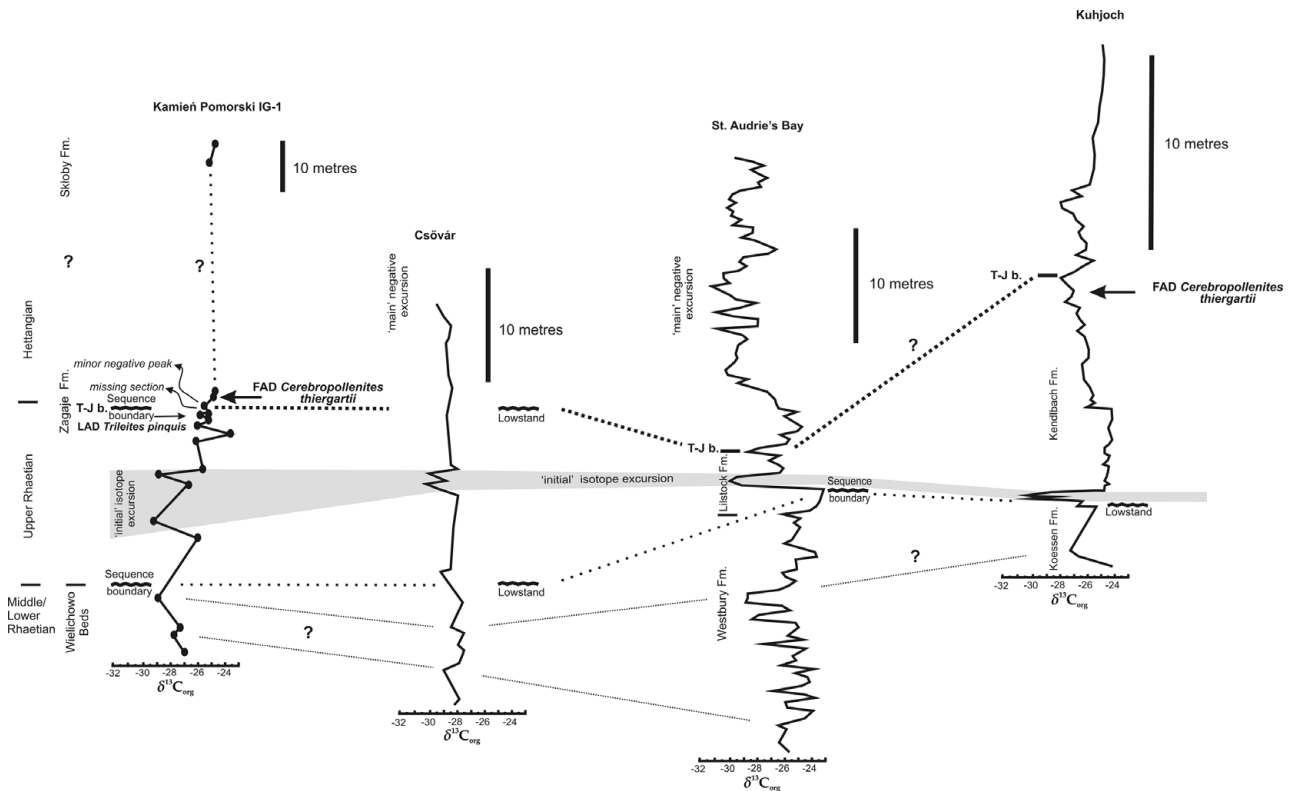 Kuhjoch
Kamień Pomorski IG-1
St. Audrie's Bay
10 metres
10 metres
Skłoby Fm.
Csővár
?
?
'main' negative
excursion
'main' negative
excursion
10 metres
10 metres
T-J b.
FAD Cerebropollenites
thiergartii
Hettangian
?
minor negative peak
missing section
Sequence
boundary
T-J b.
LAD Trileites pinquis
Zagaje Fm.
FAD Cerebropollenites
thiergartii
Lowstand
T-J b.
Kendlbach Fm.
Upper Rhaetian
'initial' isotope
excursion
'initial' isotope excursion
Lilstock Fm.
Sequence
boundary
Lowstand
Koessen Fm.
?
Sequence
boundary
Lowstand
Middle/
Lower
Rhaetian
Wielichowo
Beds
?
Westbury Fm.
-32 -30 -28 -26 -24
δ13Corg
-32 -30 -28 -26 -24
δ13Corg
-32 -30 -28 -26 -24
δ13Corg
-32 -30 -28 -26 -24
δ13Corg